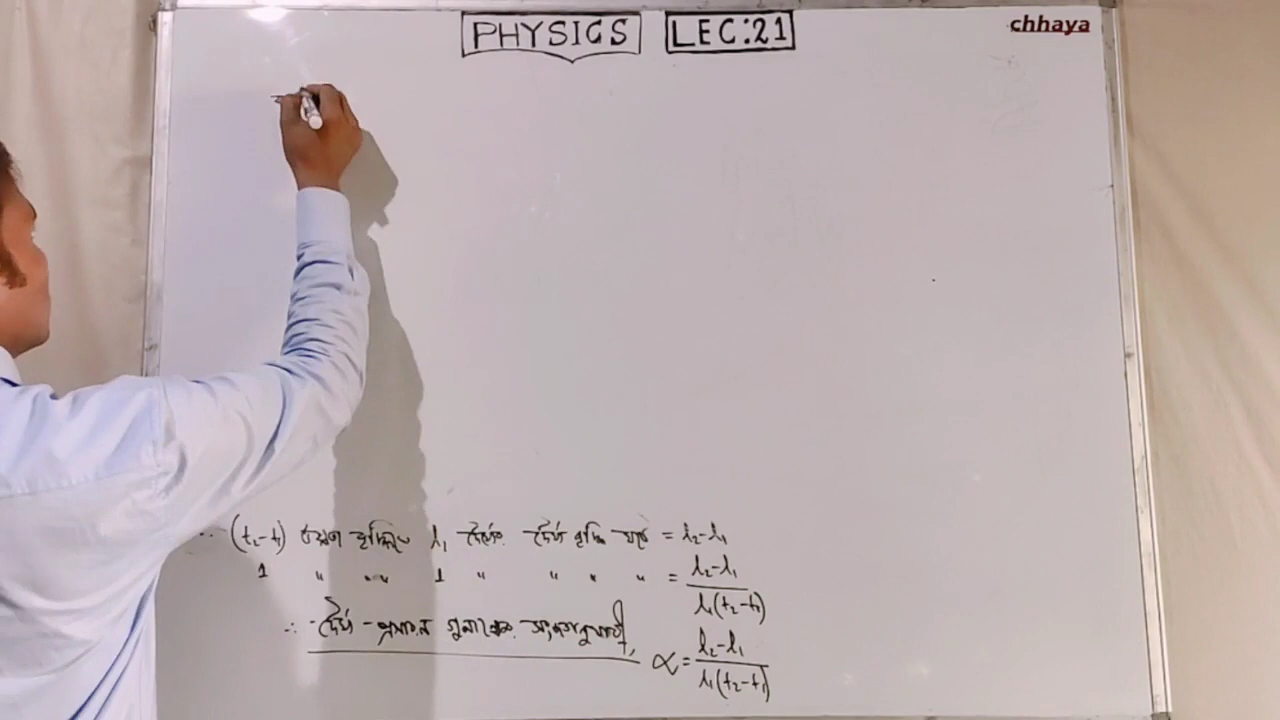 PHYSICS LEC:21
chhaya
∴ (t₂-t₁) উষ্ণতা বৃদ্ধিতে l₁ দৈর্ঘ্যের দৈর্ঘ্য বৃদ্ধি ঘটে = l₂-l₁
1 " " " 1 " " " " = (l₂-l₁)/(l₁(t₂-t₁))
∴ দৈর্ঘ্য-প্রসারণ গুণাঙ্কের সংজ্ঞানুযায়ী, α = (l₂-l₁)/(l₁(t₂-t₁))